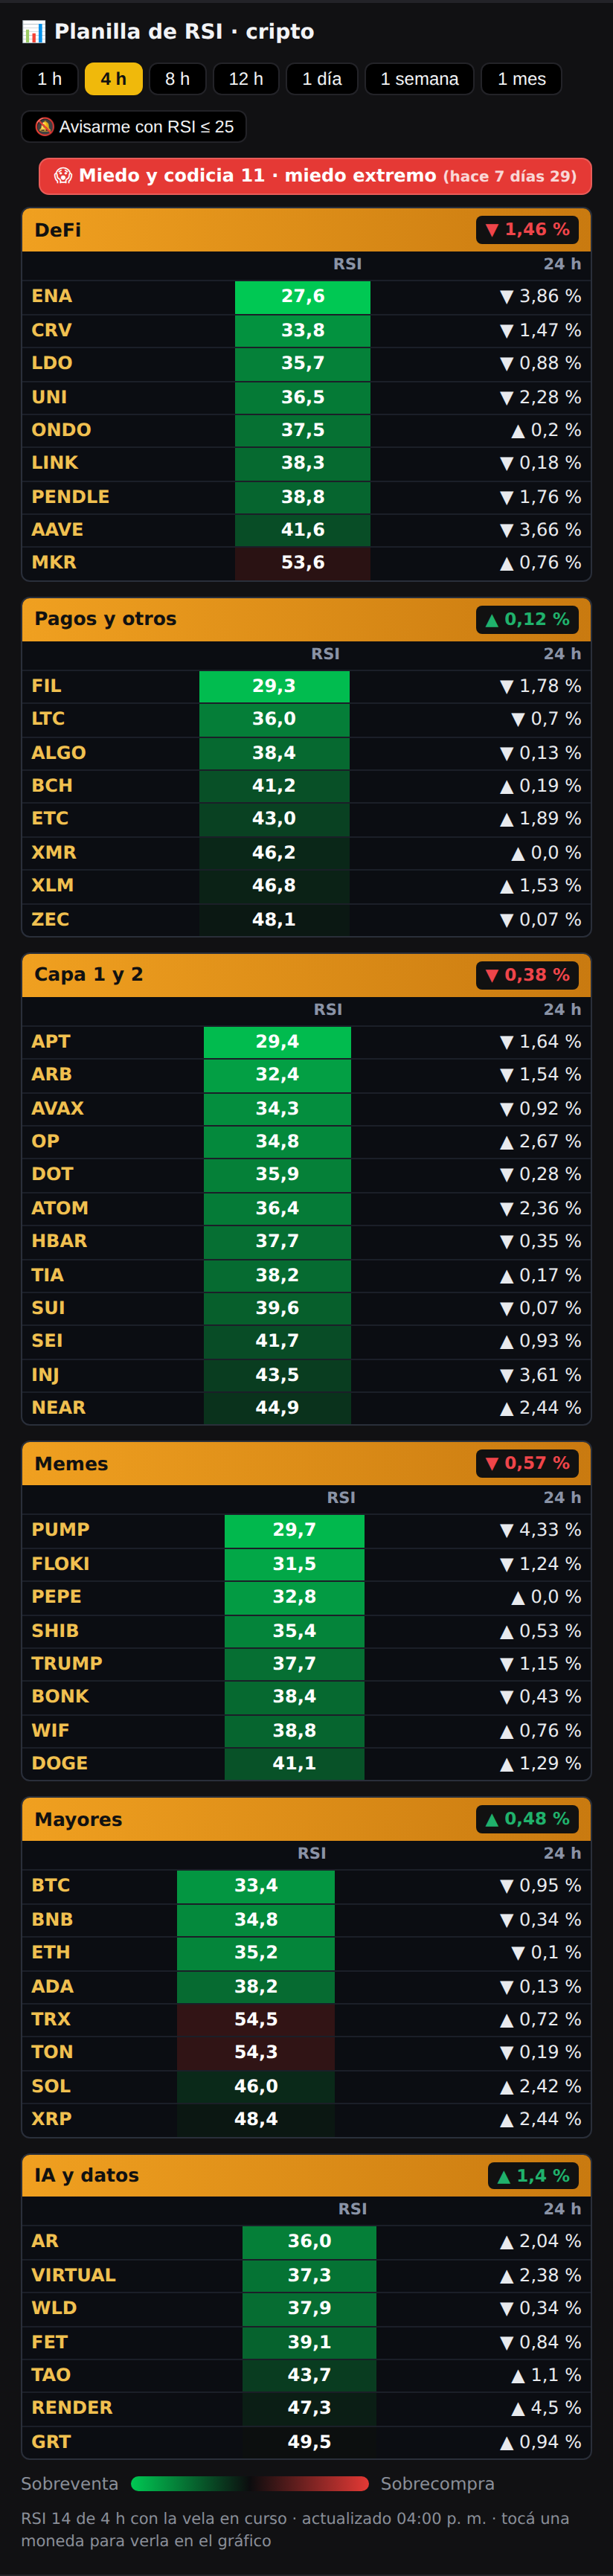 📊 Planilla de RSI · cripto
1 h 4 h 8 h 12 h 1 día 1 semana 1 mes
🔕 Avisarme con RSI ≤ 25
😱 Miedo y codicia 11 · miedo extremo (hace 7 días 29)
DeFi ▼ 1,46 %
RSI 24 h
ENA 27,6 ▼ 3,86 %
CRV 33,8 ▼ 1,47 %
LDO 35,7 ▼ 0,88 %
UNI 36,5 ▼ 2,28 %
ONDO 37,5 ▲ 0,2 %
LINK 38,3 ▼ 0,18 %
PENDLE 38,8 ▼ 1,76 %
AAVE 41,6 ▼ 3,66 %
MKR 53,6 ▲ 0,76 %
Pagos y otros ▲ 0,12 %
RSI 24 h
FIL 29,3 ▼ 1,78 %
LTC 36,0 ▼ 0,7 %
ALGO 38,4 ▼ 0,13 %
BCH 41,2 ▲ 0,19 %
ETC 43,0 ▲ 1,89 %
XMR 46,2 ▲ 0,0 %
XLM 46,8 ▲ 1,53 %
ZEC 48,1 ▼ 0,07 %
Capa 1 y 2 ▼ 0,38 %
RSI 24 h
APT 29,4 ▼ 1,64 %
ARB 32,4 ▼ 1,54 %
AVAX 34,3 ▼ 0,92 %
OP 34,8 ▲ 2,67 %
DOT 35,9 ▼ 0,28 %
ATOM 36,4 ▼ 2,36 %
HBAR 37,7 ▼ 0,35 %
TIA 38,2 ▲ 0,17 %
SUI 39,6 ▼ 0,07 %
SEI 41,7 ▲ 0,93 %
INJ 43,5 ▼ 3,61 %
NEAR 44,9 ▲ 2,44 %
Memes ▼ 0,57 %
RSI 24 h
PUMP 29,7 ▼ 4,33 %
FLOKI 31,5 ▼ 1,24 %
PEPE 32,8 ▲ 0,0 %
SHIB 35,4 ▲ 0,53 %
TRUMP 37,7 ▼ 1,15 %
BONK 38,4 ▼ 0,43 %
WIF 38,8 ▲ 0,76 %
DOGE 41,1 ▲ 1,29 %
Mayores ▲ 0,48 %
RSI 24 h
BTC 33,4 ▼ 0,95 %
BNB 34,8 ▼ 0,34 %
ETH 35,2 ▼ 0,1 %
ADA 38,2 ▼ 0,13 %
TRX 54,5 ▲ 0,72 %
TON 54,3 ▼ 0,19 %
SOL 46,0 ▲ 2,42 %
XRP 48,4 ▲ 2,44 %
IA y datos ▲ 1,4 %
RSI 24 h
AR 36,0 ▲ 2,04 %
VIRTUAL 37,3 ▲ 2,38 %
WLD 37,9 ▼ 0,34 %
FET 39,1 ▼ 0,84 %
TAO 43,7 ▲ 1,1 %
RENDER 47,3 ▲ 4,5 %
GRT 49,5 ▲ 0,94 %
Sobreventa Sobrecompra
RSI 14 de 4 h con la vela en curso · actualizado 04:00 p. m. · tocá una
moneda para verla en el gráfico